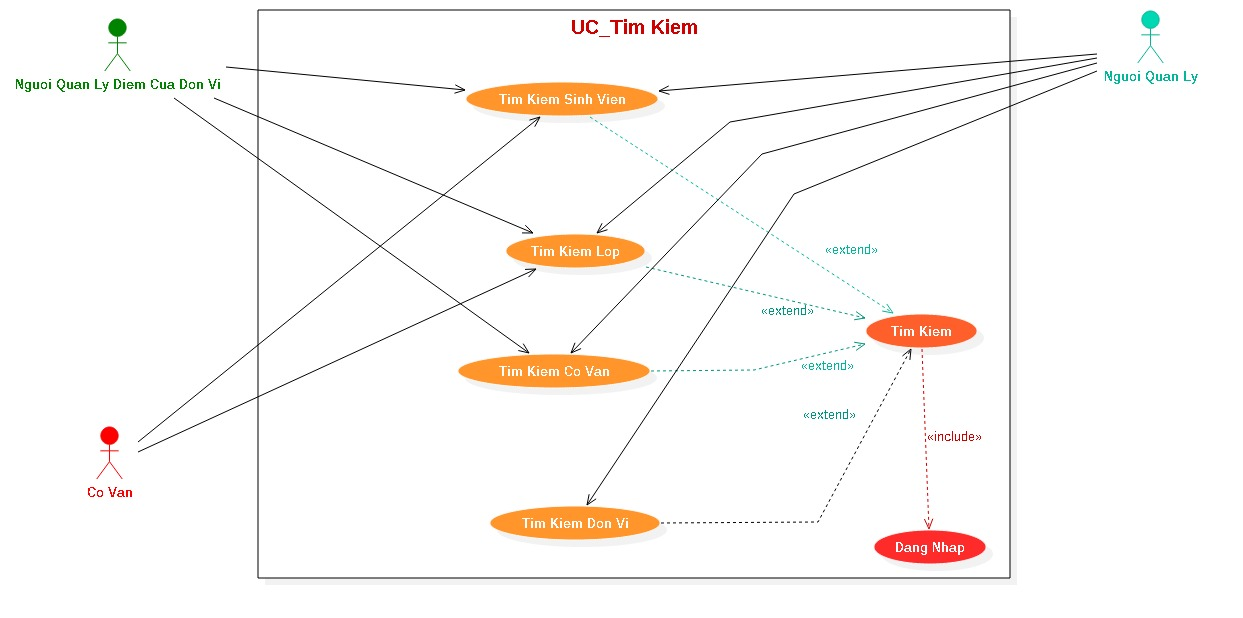 UC_Tim Kiem
Nguoi Quan Ly Diem Cua Don Vi
Nguoi Quan Ly
Tim Kiem Sinh Vien
«extend»
Tim Kiem Lop
«extend»
Tim Kiem
Tim Kiem Co Van
«extend»
«extend»
«include»
Co Van
Tim Kiem Don Vi
Dang Nhap